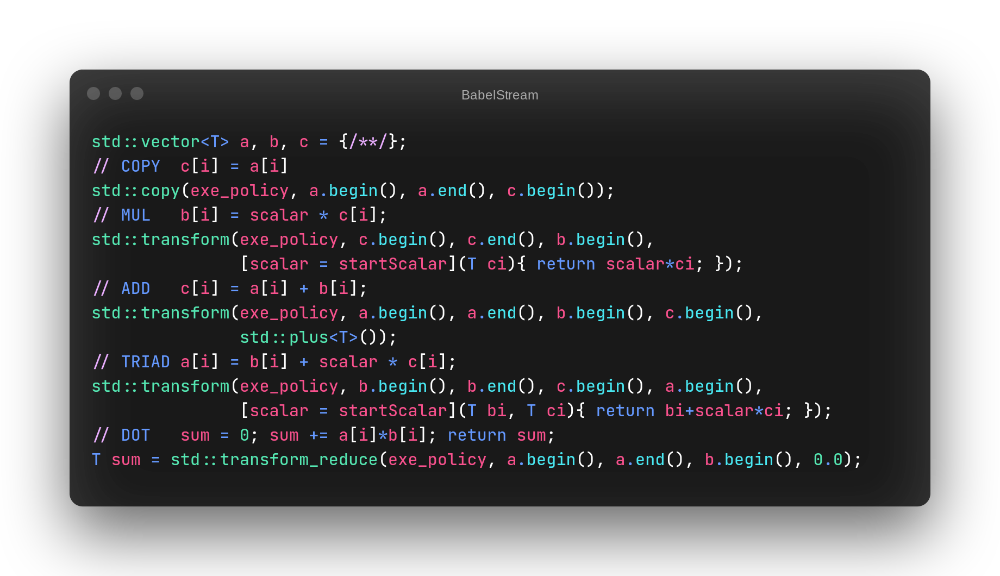 BabelStream
std::vector<T> a, b, c = {/**/};
// COPY  c[i] = a[i]
std::copy(exe_policy, a.begin(), a.end(), c.begin());
// MUL   b[i] = scalar * c[i];
std::transform(exe_policy, c.begin(), c.end(), b.begin(),
               [scalar = startScalar](T ci){ return scalar*ci; });
// ADD   c[i] = a[i] + b[i];
std::transform(exe_policy, a.begin(), a.end(), b.begin(), c.begin(),
               std::plus<T>());
// TRIAD a[i] = b[i] + scalar * c[i];
std::transform(exe_policy, b.begin(), b.end(), c.begin(), a.begin(),
               [scalar = startScalar](T bi, T ci){ return bi+scalar*ci; });
// DOT   sum = 0; sum += a[i]*b[i]; return sum;
T sum = std::transform_reduce(exe_policy, a.begin(), a.end(), b.begin(), 0.0);